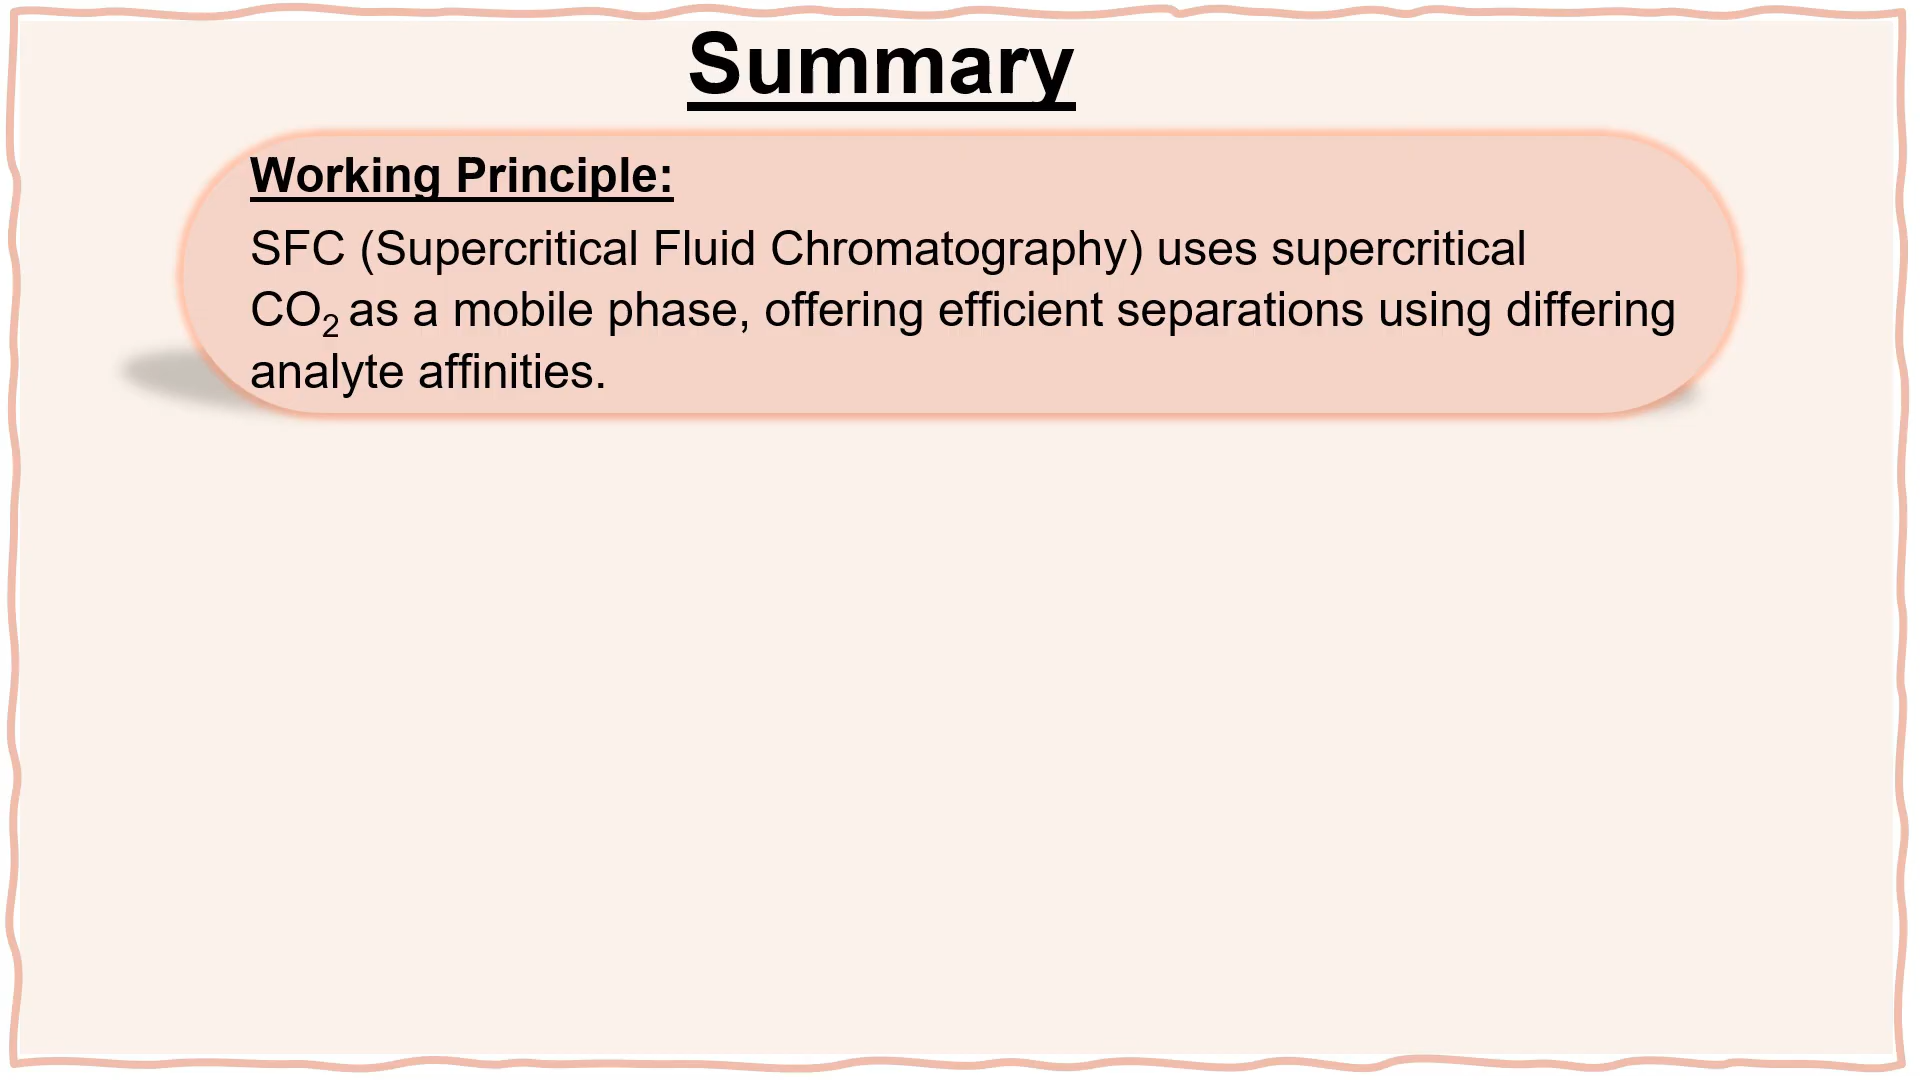 Summary
Working Principle:
SFC (Supercritical Fluid Chromatography) uses supercritical
CO₂ as a mobile phase, offering efficient separations using differing
analyte affinities.